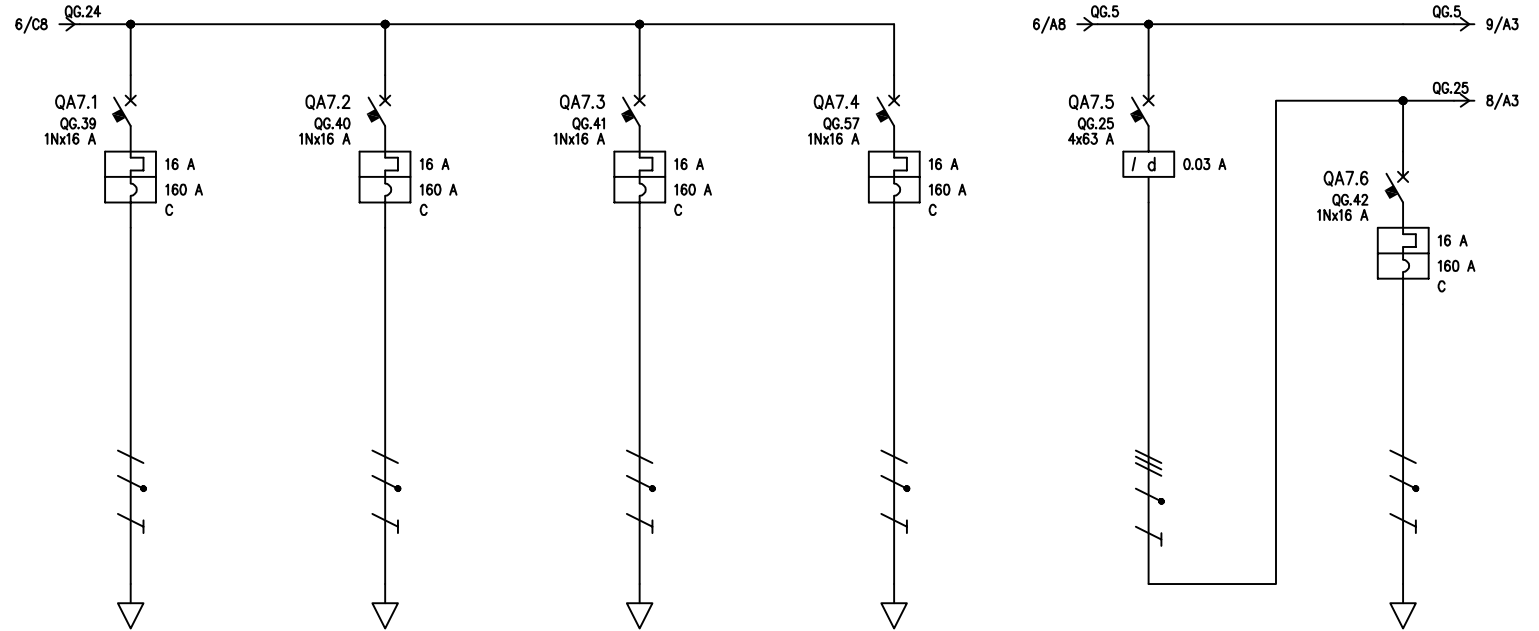 6/C8
QG.24
QA7.1
QG.39
1Nx16 A
16 A
160 A
C
QA7.2
QG.40
1Nx16 A
16 A
160 A
C
QA7.3
QG.41
1Nx16 A
16 A
160 A
C
QA7.4
QG.57
1Nx16 A
16 A
160 A
C
6/A8
QG.5
QG.5
9/A3
QA7.5
QG.25
4x63 A
I d
0.03 A
QG.25
8/A3
QA7.6
QG.42
1Nx16 A
16 A
160 A
C